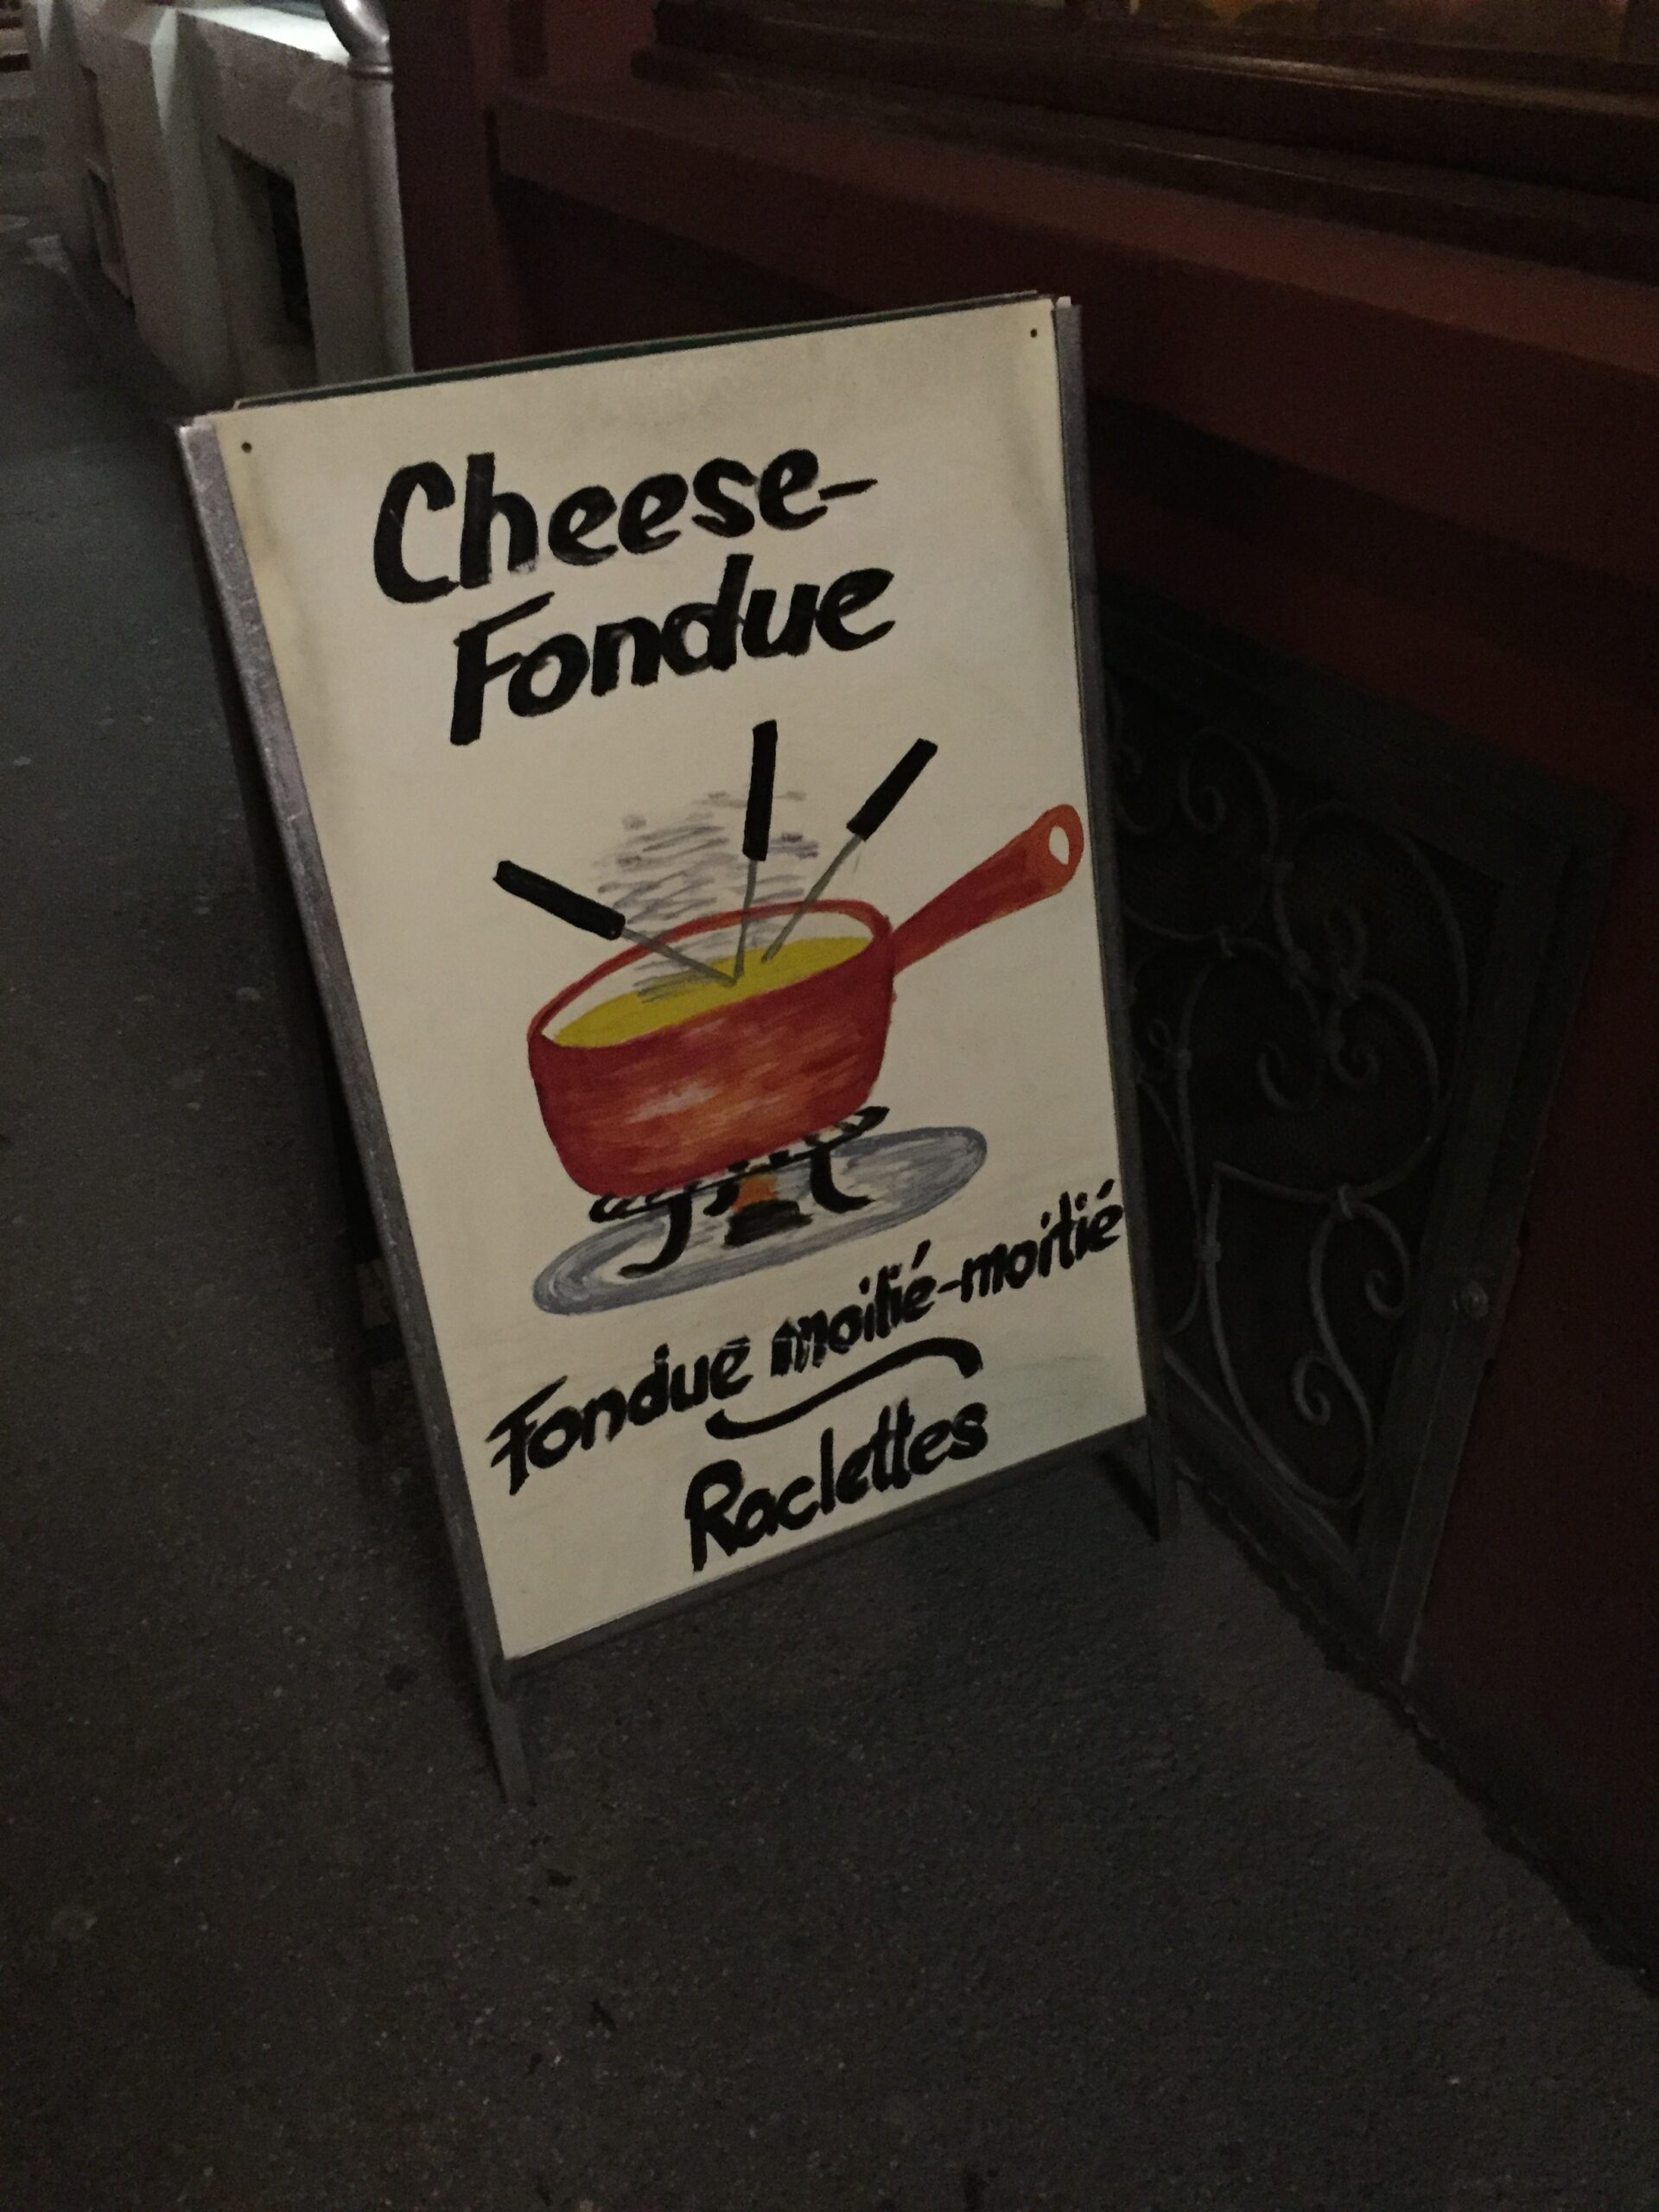 Cheese-
Fondue
Fondue moitié-moitié
Raclettes